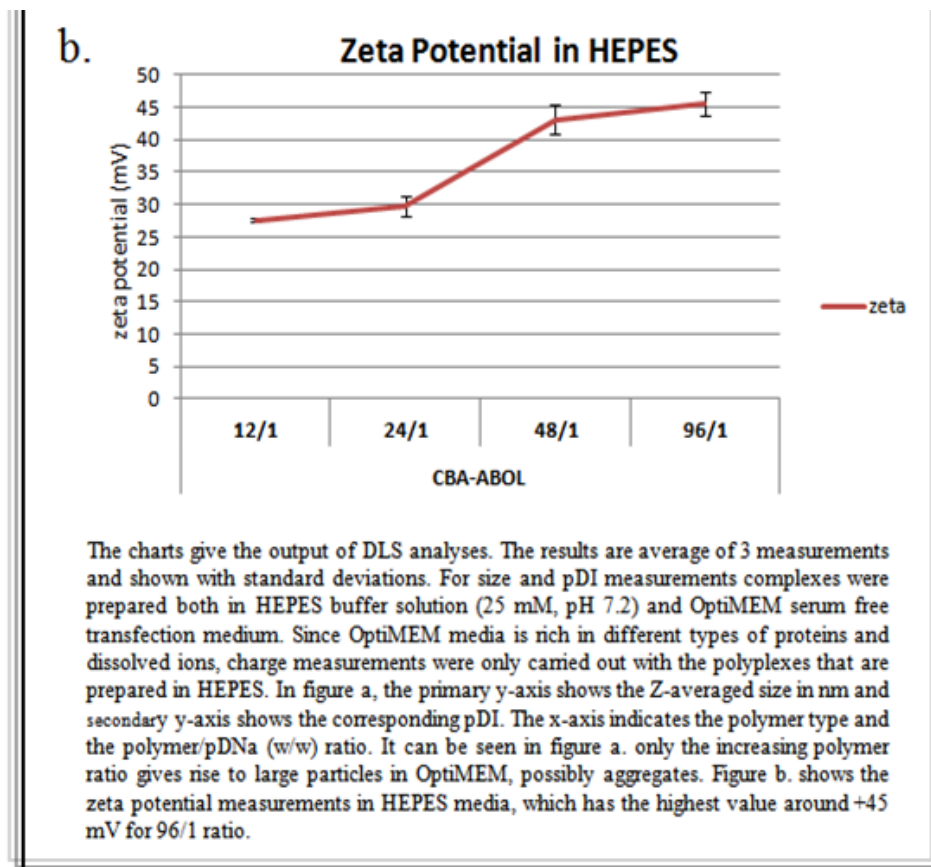 b.
Zeta Potential in HEPES
50
45
40
35
30
25
20
15
10
5
0
zeta potential (mV)
zeta
12/1 24/1 48/1 96/1
CBA-ABOL
The charts give the output of DLS analyses. The results are average of 3 measurements
and shown with standard deviations. For size and pDI measurements complexes were
prepared both in HEPES buffer solution (25 mM, pH 7.2) and OptiMEM serum free
transfection medium. Since OptiMEM media is rich in different types of proteins and
dissolved ions, charge measurements were only carried out with the polyplexes that are
prepared in HEPES. In figure a, the primary y-axis shows the Z-averaged size in nm and
secondary y-axis shows the corresponding pDI. The x-axis indicates the polymer type and
the polymer/pDNa (w/w) ratio. It can be seen in figure a. only the increasing polymer
ratio gives rise to large particles in OptiMEM, possibly aggregates. Figure b. shows the
zeta potential measurements in HEPES media, which has the highest value around +45
mV for 96/1 ratio.